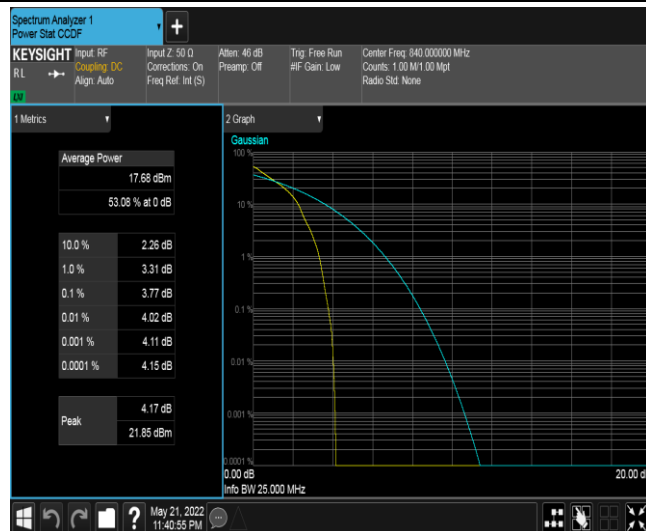 Spectrum Analyzer 1
Power Stat CCDF
+
KEYSIGHT
RL
Input: RF
Coupling: DC
Align: Auto
Input Z: 50 Ω
Corrections: On
Freq Ref: Int (S)
Atten: 46 dB
Preamp: Off
Trig: Free Run
#IF Gain: Low
Center Freq: 840.000000 MHz
Counts: 1.00 M/1.00 Mpt
Radio Std: None
1 Metrics
Average Power
17.68 dBm
53.08 % at 0 dB
10.0 % 2.26 dB
1.0 % 3.31 dB
0.1 % 3.77 dB
0.01 % 4.02 dB
0.001 % 4.11 dB
0.0001 % 4.15 dB
Peak
4.17 dB
21.85 dBm
2 Graph
Gaussian
100 %
10 %
1 %
0.1 %
0.01 %
0.001 %
0.0001 %
0.00 dB
20.00 d
Info BW 25.000 MHz
?
May 21, 2022
11:40:55 PM